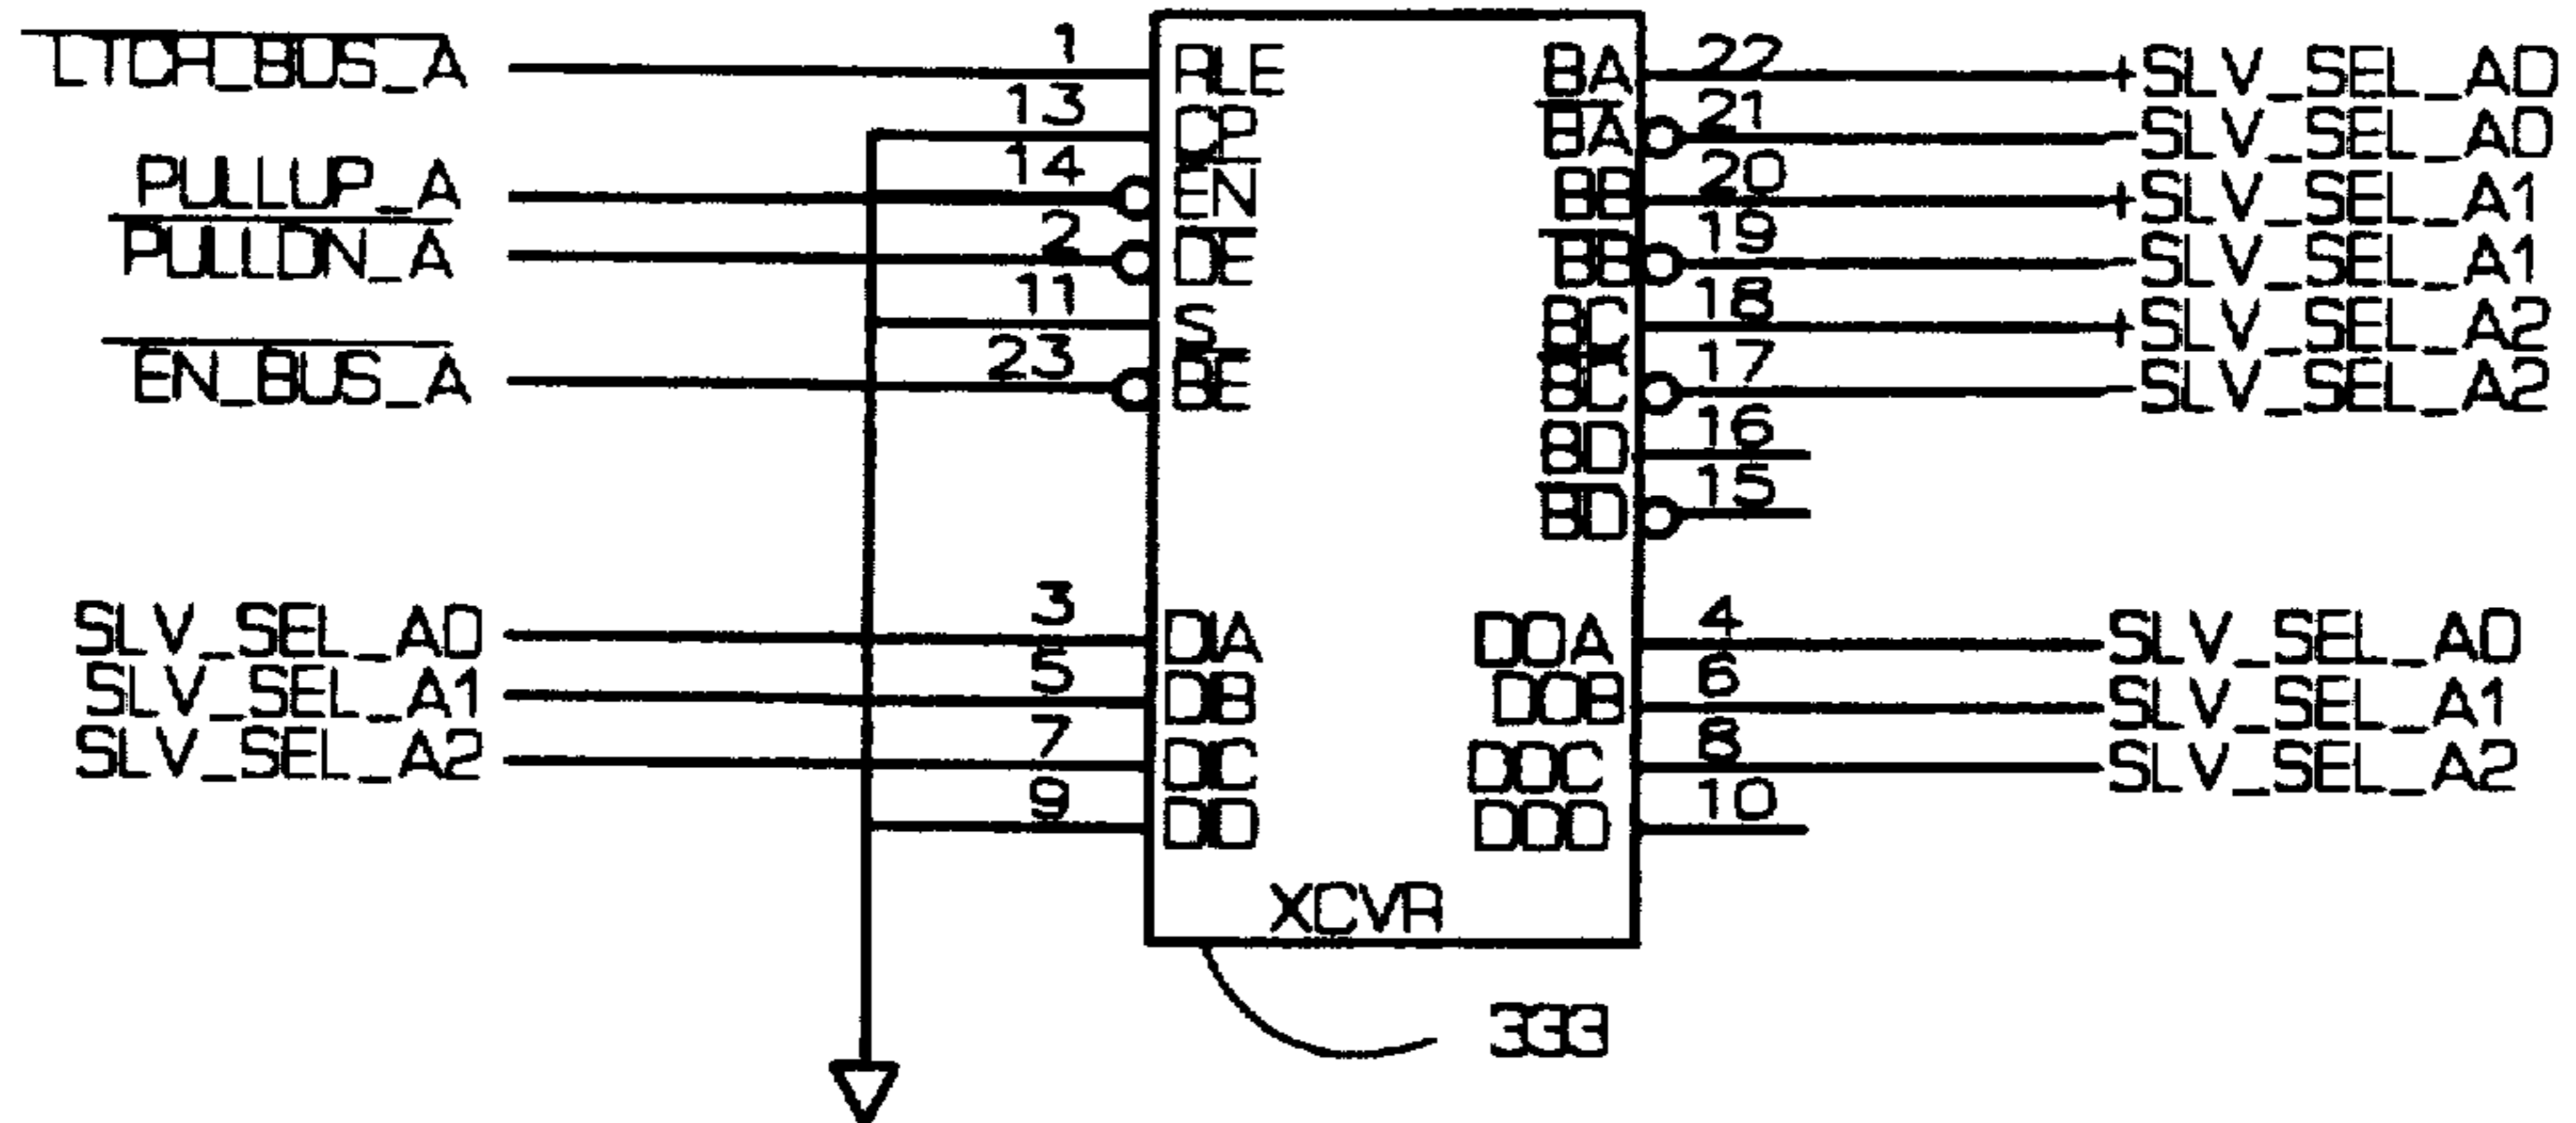 LTCH_BUS_A 1 RLE BA 22 +SLV_SEL_A0
13 CP BA 21 -SLV_SEL_A0
PULLUP_A 14 EN BB 20 +SLV_SEL_A1
PULLDN_A 2 DE BB 19 -SLV_SEL_A1
11 S BC 18 +SLV_SEL_A2
EN_BUS_A 23 BE BC 17 -SLV_SEL_A2
BD 16
BD 15
SLV_SEL_A0 3 DIA DOA 4 SLV_SEL_A0
SLV_SEL_A1 5 DIB DOB 6 SLV_SEL_A1
SLV_SEL_A2 7 DIC DOC 8 SLV_SEL_A2
9 DID DOD 10
XCVR
333